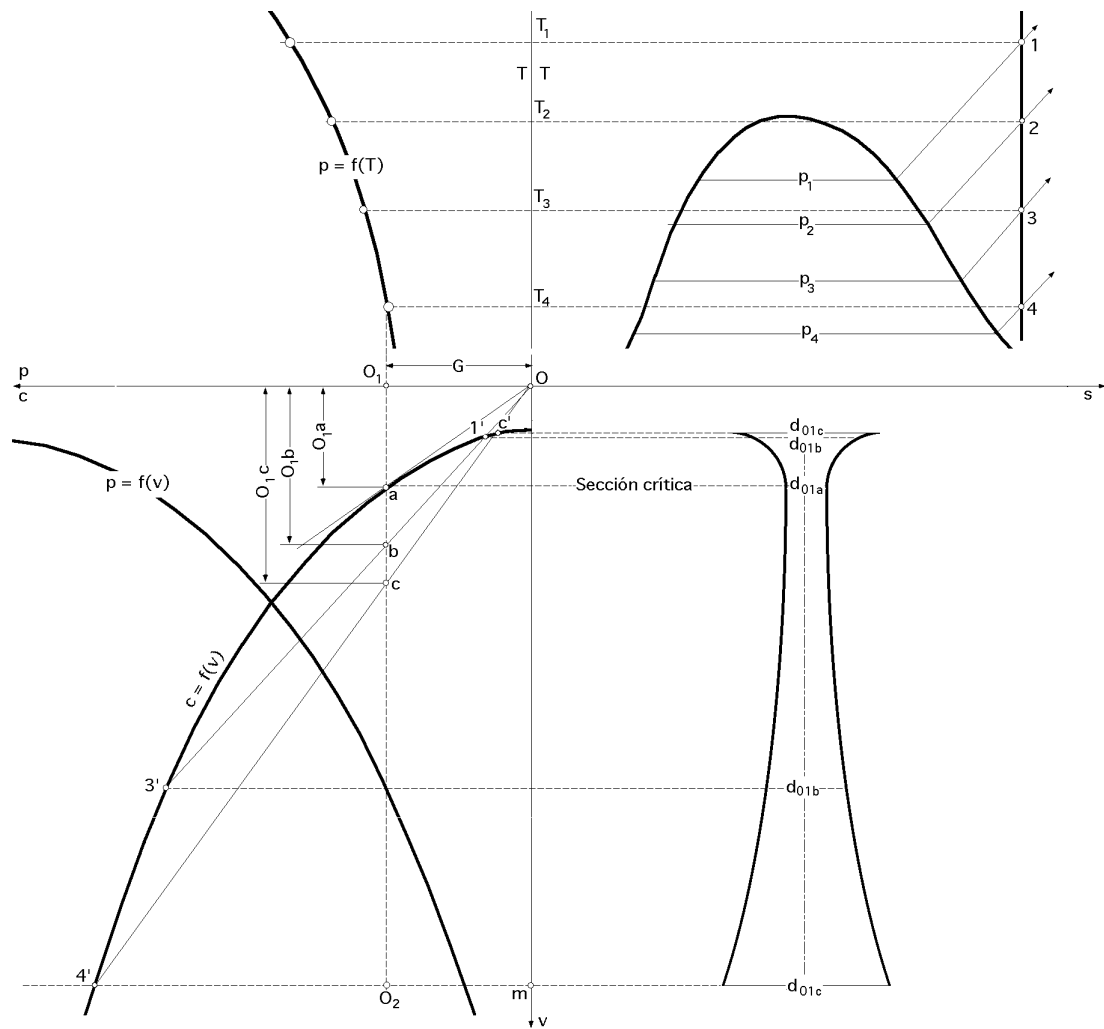 T1
1
T T
T2
2
p = f(T)
p1
T3
3
p2
p3
T4
4
p4
G
p
O1
O
c
s
O1a
O1b
O1c
1'
c'
d01c
d01b
p = f(v)
a
Sección crítica
d01a
b
c
c = f(v)
3'
d01b
4'
O2
m
d01c
v